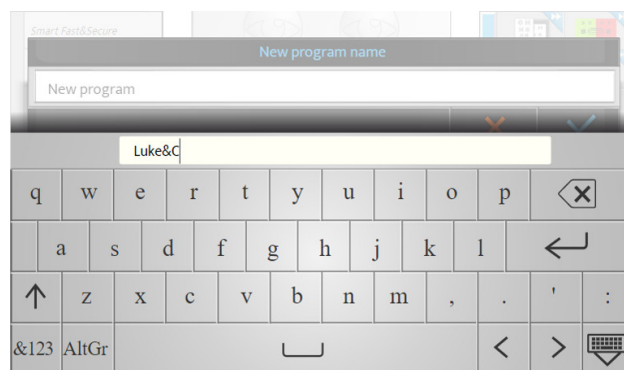 Smart Fast&Secure
New program name
New program
Luke&C
q w e r t y u i o p
a s d f g h j k l
z x c v b n m , . ' :
&123 AltGr < >